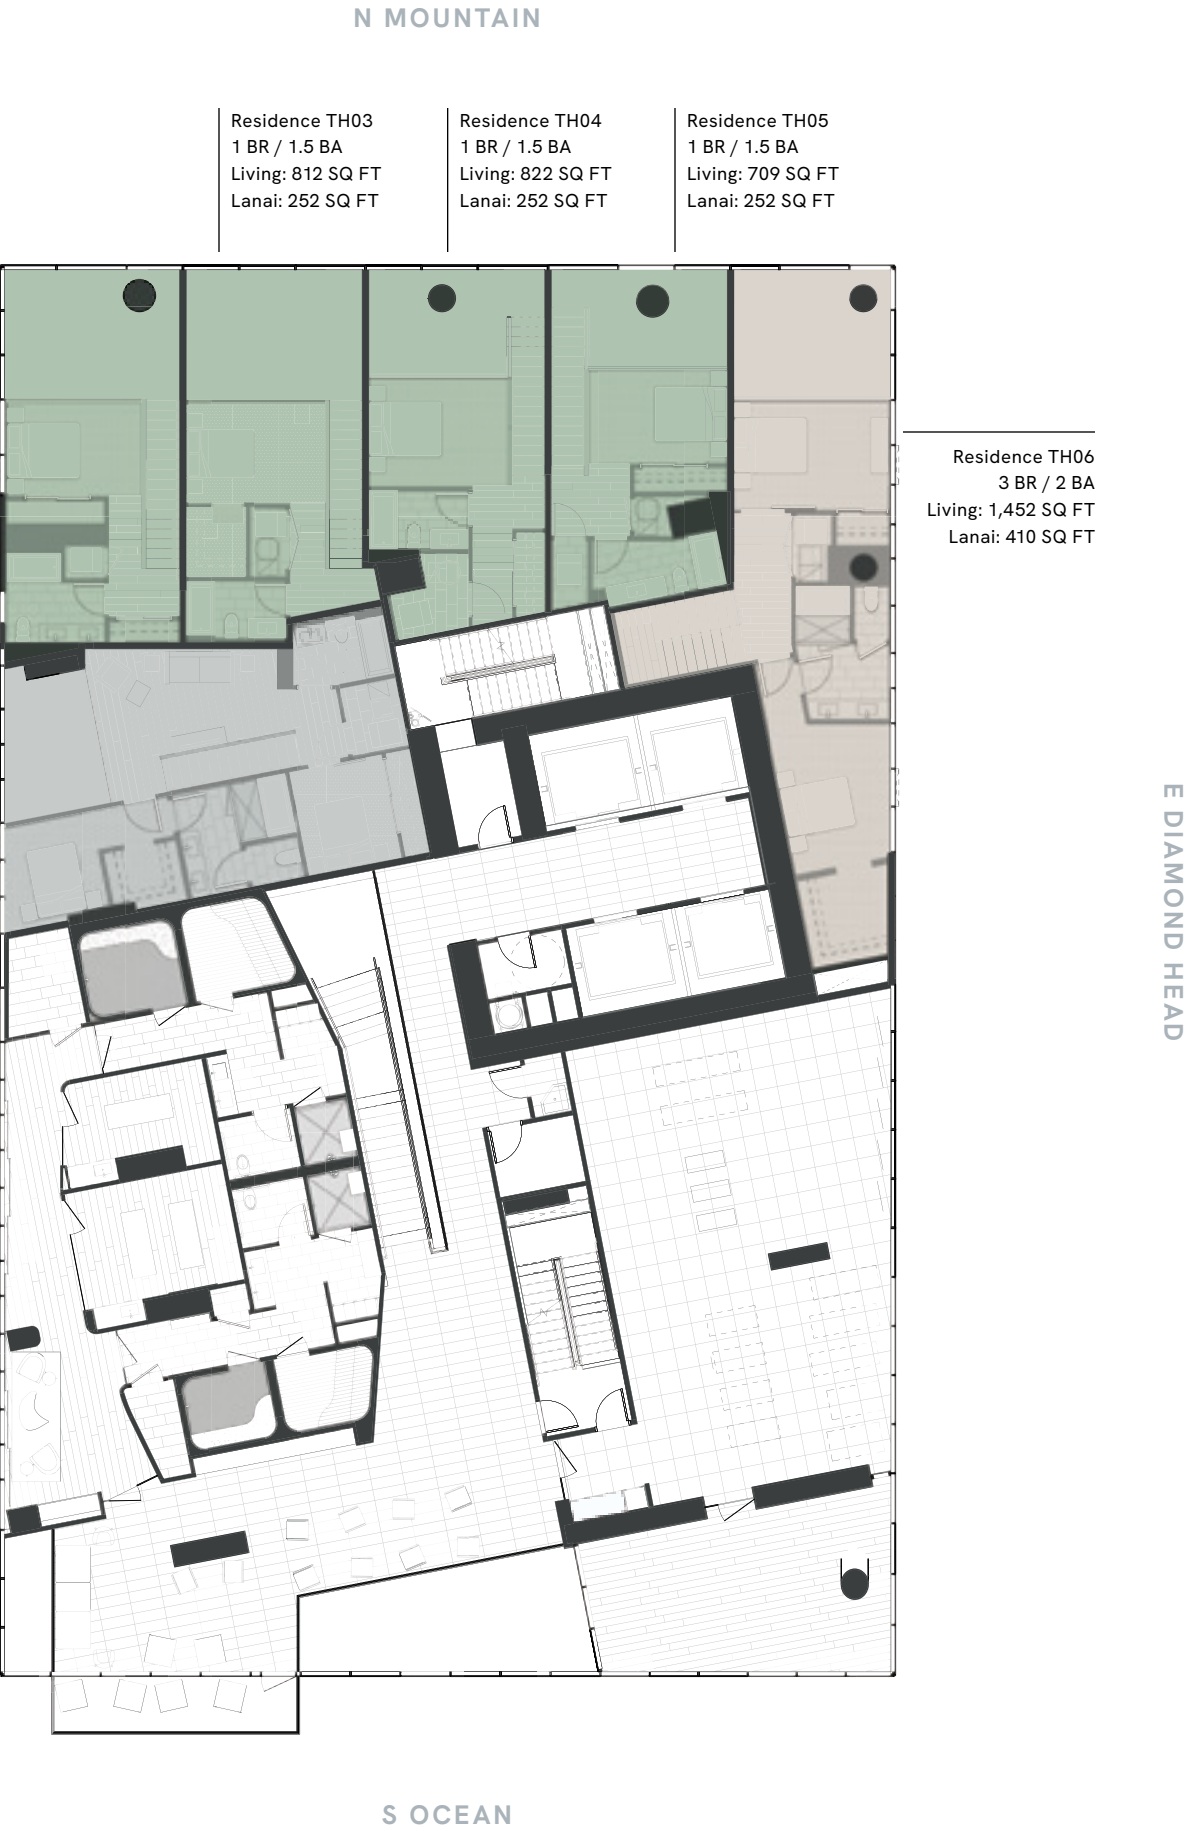 N MOUNTAIN
Residence TH03
1 BR / 1.5 BA
Living: 812 SQ FT
Lanai: 252 SQ FT
Residence TH04
1 BR / 1.5 BA
Living: 822 SQ FT
Lanai: 252 SQ FT
Residence TH05
1 BR / 1.5 BA
Living: 709 SQ FT
Lanai: 252 SQ FT
Residence TH06
3 BR / 2 BA
Living: 1,452 SQ FT
Lanai: 410 SQ FT
E DIAMOND HEAD
S OCEAN